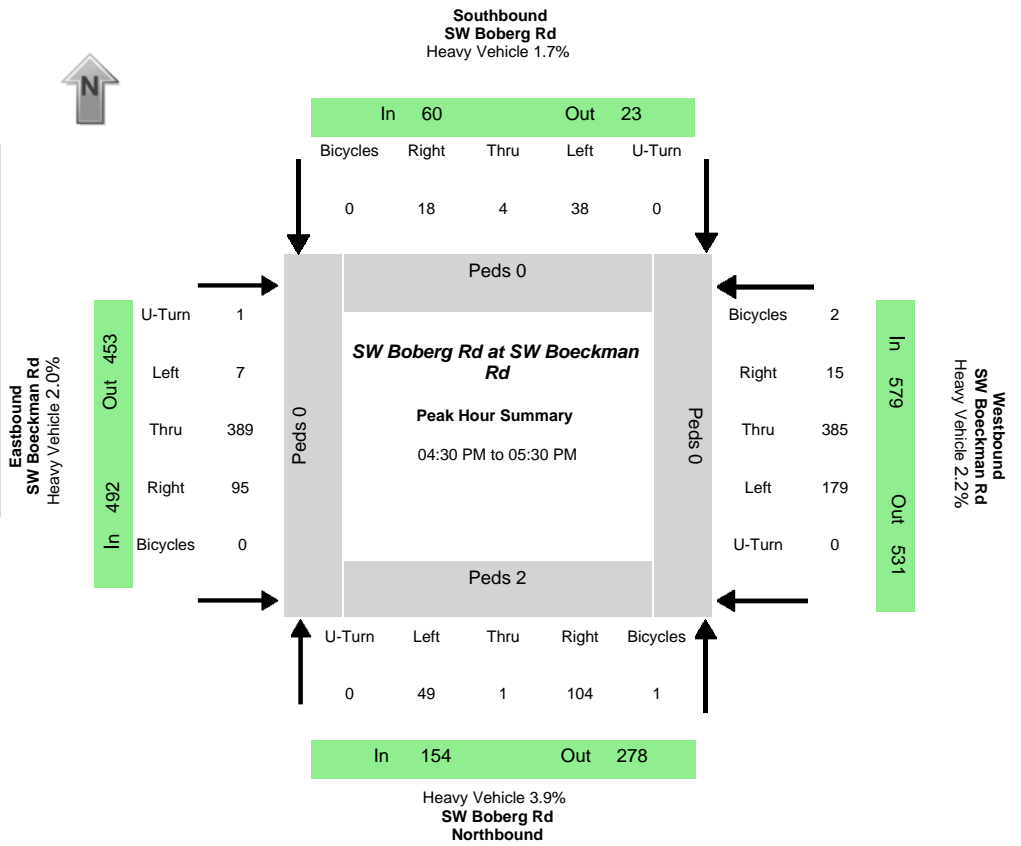 Southbound
SW Boberg Rd
Heavy Vehicle 1.7%
N
In 60 Out 23
Bicycles Right Thru Left U-Turn
0 18 4 38 0
Peds 0
Eastbound
SW Boeckman Rd
Heavy Vehicle 2.0%
In 492 Out 453
U-Turn 1
Left 7
Thru 389
Right 95
Bicycles 0
Peds 0
SW Boberg Rd at SW Boeckman
Rd
Peak Hour Summary
04:30 PM to 05:30 PM
Peds 0
Bicycles 2
Right 15
Thru 385
Left 179
U-Turn 0
In 579 Out 531
Westbound
SW Boeckman Rd
Heavy Vehicle 2.2%
Peds 2
U-Turn Left Thru Right Bicycles
0 49 1 104 1
In 154 Out 278
Heavy Vehicle 3.9%
SW Boberg Rd
Northbound